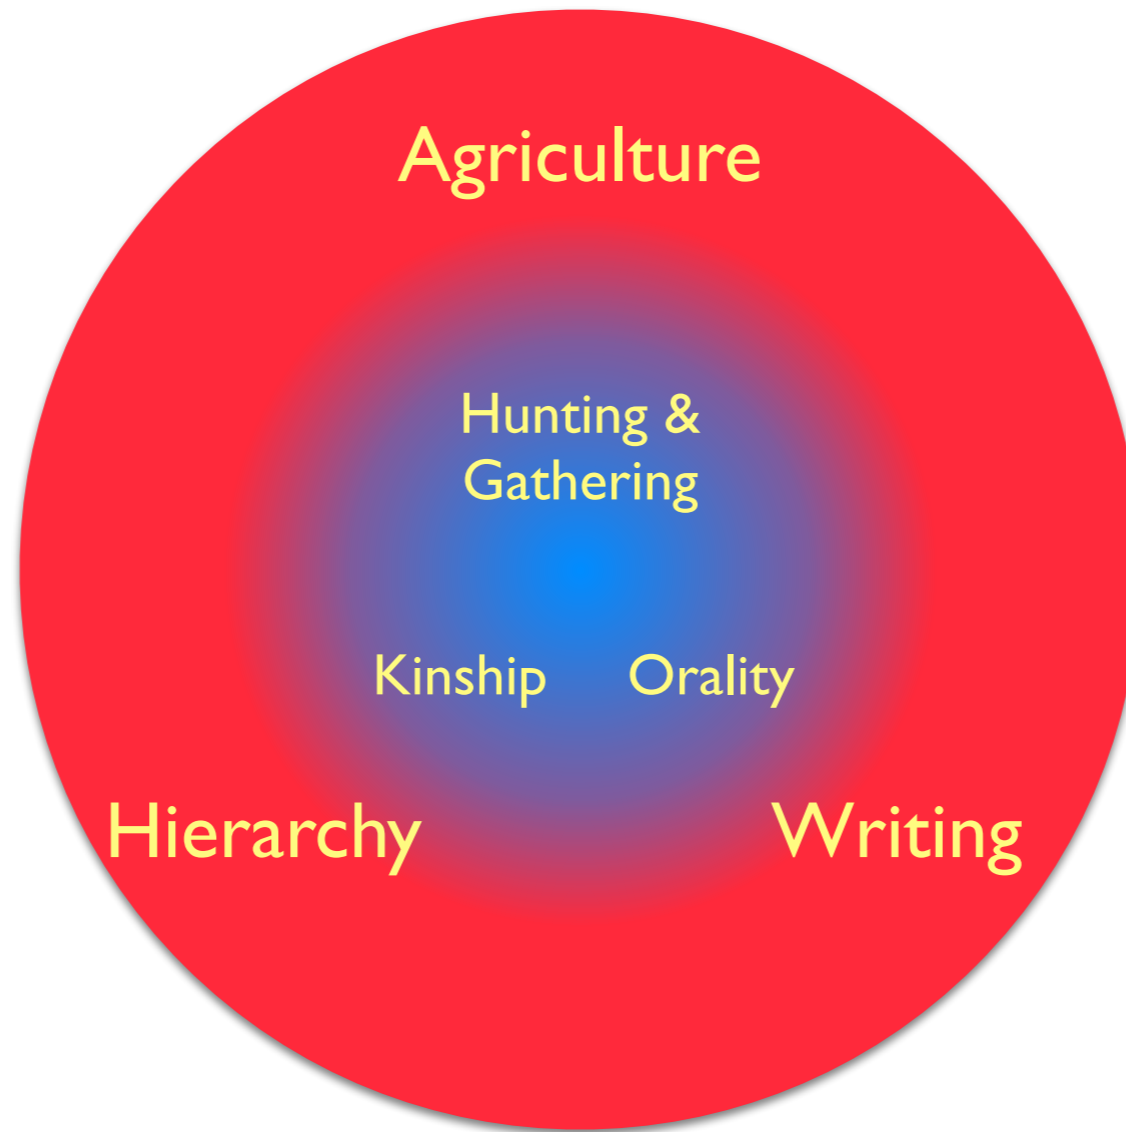 Agriculture
Hunting &
Gathering
Kinship Orality
Hierarchy Writing